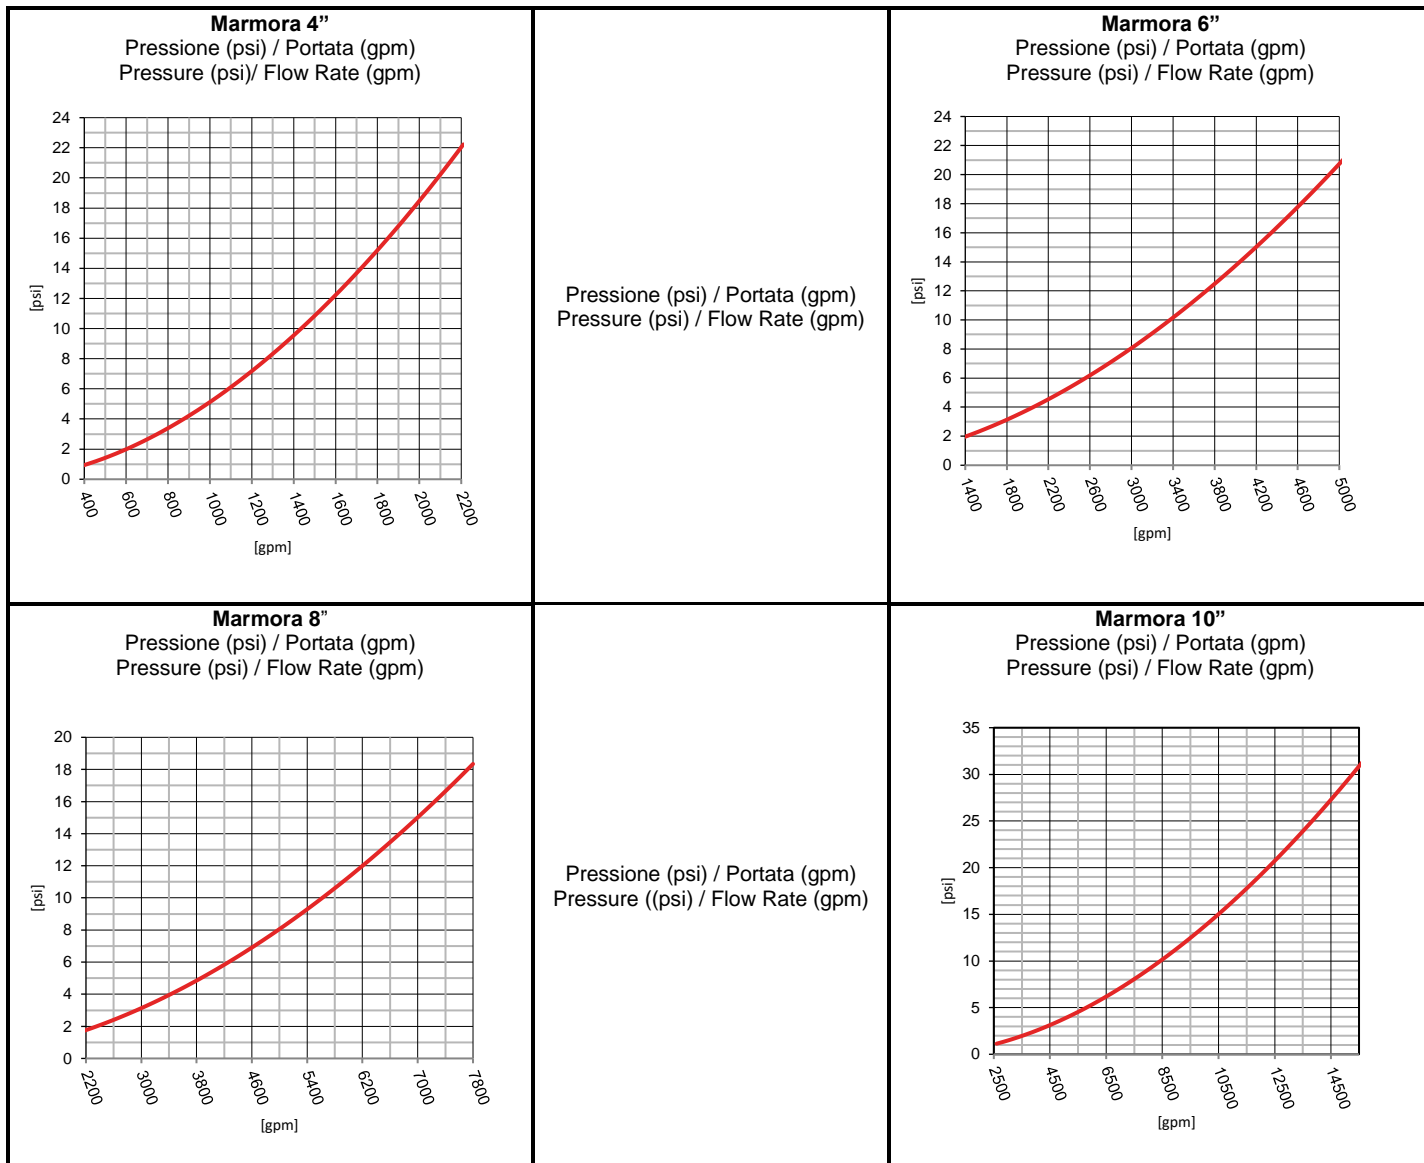 Marmora 4”
Pressione (psi) / Portata (gpm)
Pressure (psi)/ Flow Rate (gpm)
24
22
20
18
16
14
12
10
8
6
4
2
0
[psi]
400 600 800 1000 1200 1400 1600 1800 2000 2200
[gpm]
Pressione (psi) / Portata (gpm)
Pressure (psi) / Flow Rate (gpm)
Marmora 6”
Pressione (psi) / Portata (gpm)
Pressure (psi) / Flow Rate (gpm)
24
22
20
18
16
14
12
10
8
6
4
2
0
[psi]
1400 1800 2200 2600 3000 3400 3800 4200 4600 5000
[gpm]
Marmora 8”
Pressione (psi) / Portata (gpm)
Pressure (psi) / Flow Rate (gpm)
20
18
16
14
12
10
8
6
4
2
0
[psi]
2200 3000 3800 4600 5400 6200 7000 7800
[gpm]
Pressione (psi) / Portata (gpm)
Pressure ((psi) / Flow Rate (gpm)
Marmora 10”
Pressione (psi) / Portata (gpm)
Pressure (psi) / Flow Rate (gpm)
35
30
25
20
15
10
5
0
[psi]
2500 4500 6500 8500 10500 12500 14500
[gpm]